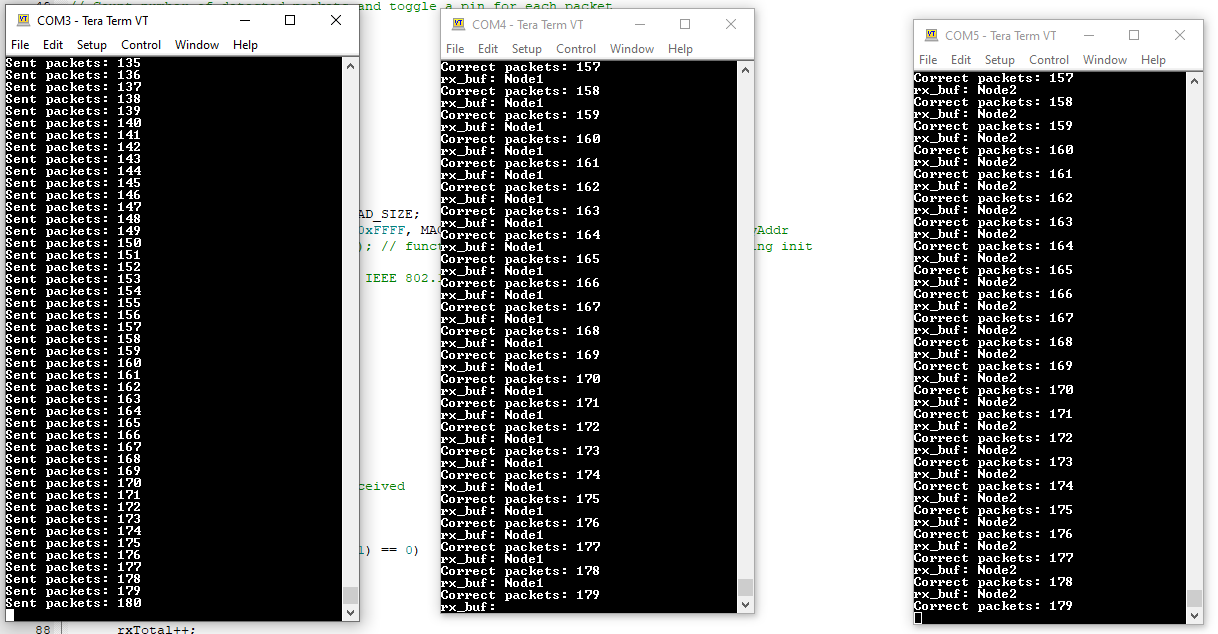 // Count number of detected packets and toggle a pin for each packet
COM3 - Tera Term VT
File Edit Setup Control Window Help
Sent packets: 135
Sent packets: 136
Sent packets: 137
Sent packets: 138
Sent packets: 139
Sent packets: 140
Sent packets: 141
Sent packets: 142
Sent packets: 143
Sent packets: 144
Sent packets: 145
Sent packets: 146
Sent packets: 147
Sent packets: 148
Sent packets: 149
Sent packets: 150
Sent packets: 151
Sent packets: 152
Sent packets: 153
Sent packets: 154
Sent packets: 155
Sent packets: 156
Sent packets: 157
Sent packets: 158
Sent packets: 159
Sent packets: 160
Sent packets: 161
Sent packets: 162
Sent packets: 163
Sent packets: 164
Sent packets: 165
Sent packets: 166
Sent packets: 167
Sent packets: 168
Sent packets: 169
Sent packets: 170
Sent packets: 171
Sent packets: 172
Sent packets: 173
Sent packets: 174
Sent packets: 175
Sent packets: 176
Sent packets: 177
Sent packets: 178
Sent packets: 179
Sent packets: 180
AD_SIZE;
0xFFFF, MAC
yAddr
); // funct
ing init
IEEE 802.1
ceived
1) == 0)
88 rxTotal++;
COM4 - Tera Term VT
File Edit Setup Control Window Help
Correct packets: 157
rx_buf: Node1
Correct packets: 158
rx_buf: Node1
Correct packets: 159
rx_buf: Node1
Correct packets: 160
rx_buf: Node1
Correct packets: 161
rx_buf: Node1
Correct packets: 162
rx_buf: Node1
Correct packets: 163
rx_buf: Node1
Correct packets: 164
rx_buf: Node1
Correct packets: 165
rx_buf: Node1
Correct packets: 166
rx_buf: Node1
Correct packets: 167
rx_buf: Node1
Correct packets: 168
rx_buf: Node1
Correct packets: 169
rx_buf: Node1
Correct packets: 170
rx_buf: Node1
Correct packets: 171
rx_buf: Node1
Correct packets: 172
rx_buf: Node1
Correct packets: 173
rx_buf: Node1
Correct packets: 174
rx_buf: Node1
Correct packets: 175
rx_buf: Node1
Correct packets: 176
rx_buf: Node1
Correct packets: 177
rx_buf: Node1
Correct packets: 178
rx_buf: Node1
Correct packets: 179
rx_buf:
COM5 - Tera Term VT
File Edit Setup Control Window Help
Correct packets: 157
rx_buf: Node2
Correct packets: 158
rx_buf: Node2
Correct packets: 159
rx_buf: Node2
Correct packets: 160
rx_buf: Node2
Correct packets: 161
rx_buf: Node2
Correct packets: 162
rx_buf: Node2
Correct packets: 163
rx_buf: Node2
Correct packets: 164
rx_buf: Node2
Correct packets: 165
rx_buf: Node2
Correct packets: 166
rx_buf: Node2
Correct packets: 167
rx_buf: Node2
Correct packets: 168
rx_buf: Node2
Correct packets: 169
rx_buf: Node2
Correct packets: 170
rx_buf: Node2
Correct packets: 171
rx_buf: Node2
Correct packets: 172
rx_buf: Node2
Correct packets: 173
rx_buf: Node2
Correct packets: 174
rx_buf: Node2
Correct packets: 175
rx_buf: Node2
Correct packets: 176
rx_buf: Node2
Correct packets: 177
rx_buf: Node2
Correct packets: 178
rx_buf: Node2
Correct packets: 179